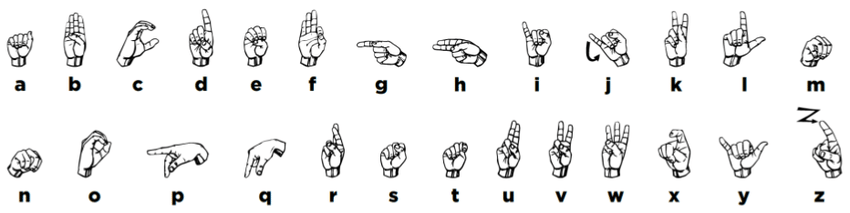 a b c d e f g h i j k l m
n o p q r s t u v w x y z